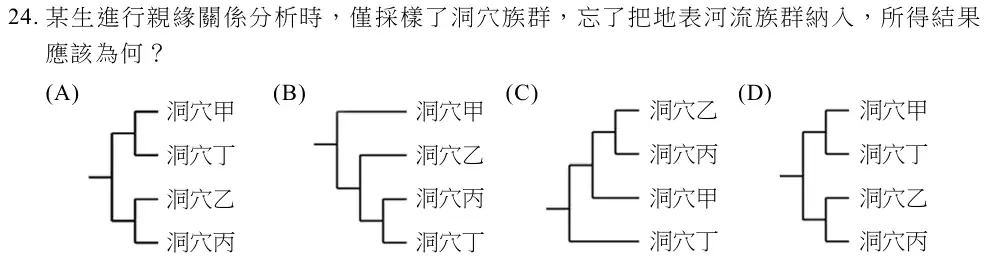 24. 某生進行親緣關係分析時，僅採樣了洞穴族群，忘了把地表河流族群納入，所得結果
應該為何？
(A) (B) (C) (D)
洞穴甲 洞穴甲 洞穴乙 洞穴甲
洞穴丁 洞穴乙 洞穴丙 洞穴丁
洞穴乙 洞穴丙 洞穴甲 洞穴乙
洞穴丙 洞穴丁 洞穴丁 洞穴丙